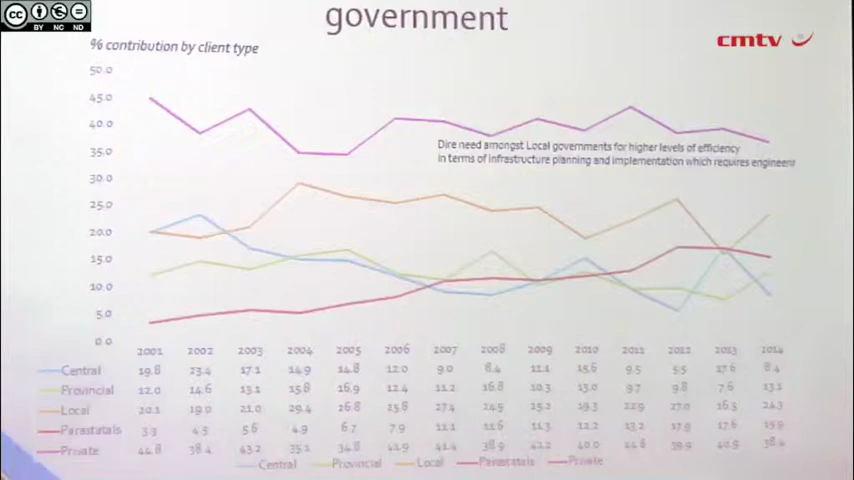 cc
BY NC ND
government
cmtv
% contribution by client type
50.0
45.0
40.0
35.0
30.0
25.0
20.0
15.0
10.0
5.0
0.0
Dire need amongst Local governments for higher levels of efficiency
in terms of infrastructure planning and implementation which requires engineers
2001 2002 2003 2004 2005 2006 2007 2008 2009 2010 2011 2012 2013 2014
Central 19.8 23.4 17.1 14.9 14.8 12.0 9.0 8.4 11.1 15.6 9.5 5.5 17.6 8.4
Provincial 12.0 14.6 13.1 15.8 16.9 12.4 11.2 16.8 10.3 13.0 9.7 9.8 7.6 13.1
Local 20.1 19.0 21.0 29.4 26.8 25.8 27.4 24.5 25.2 19.3 22.9 27.0 16.3 24.3
Parastatals 3.3 4.5 5.6 4.9 6.7 7.9 11.1 11.6 11.3 12.2 13.2 17.9 17.6 15.9
Private 44.8 38.4 43.2 35.1 34.8 41.9 41.4 38.9 42.2 40.0 44.6 39.9 40.9 38.4
Central Provincial Local Parastatals Private